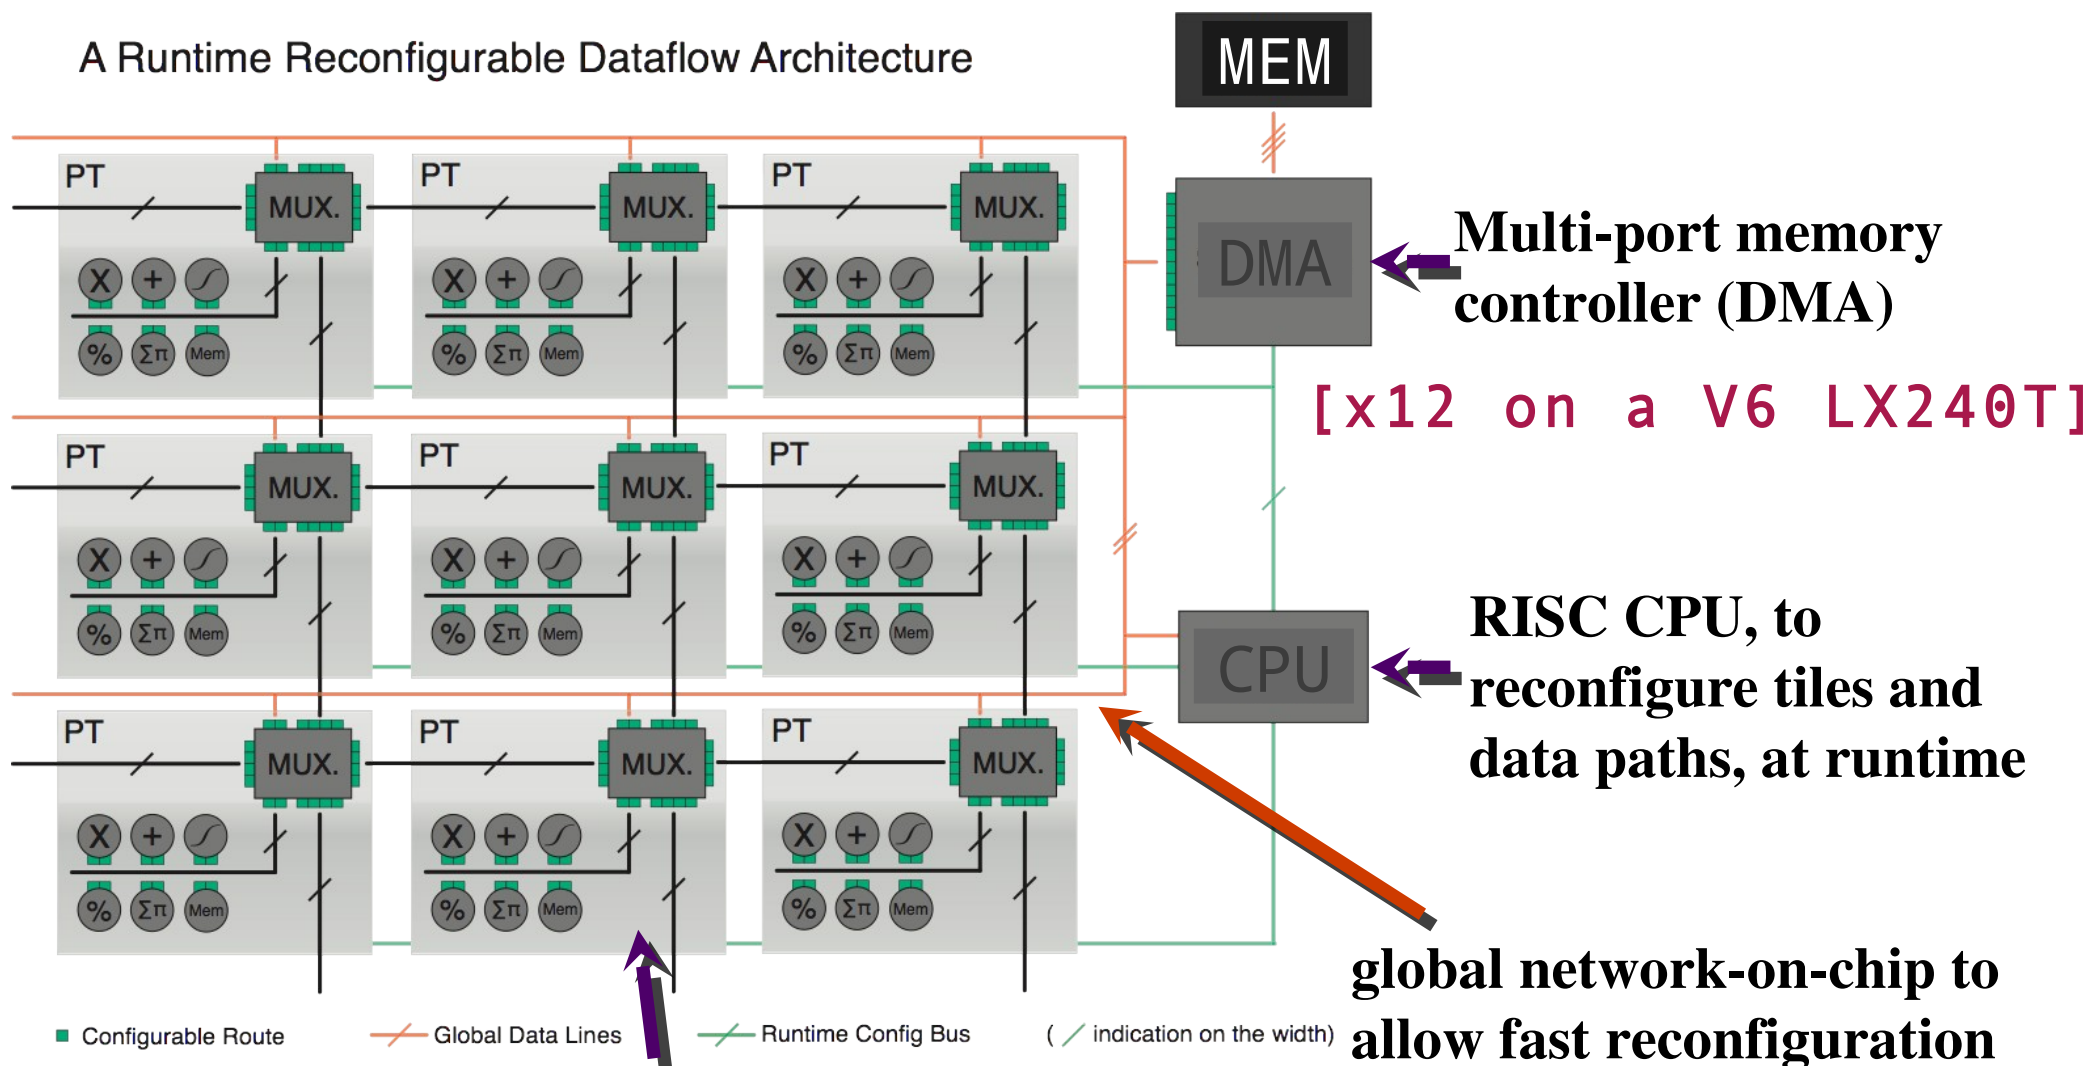 A Runtime Reconfigurable Dataflow Architecture
MEM
PT
MUX.
X + 
% Σπ Mem
PT
MUX.
X + 
% Σπ Mem
PT
MUX.
X + 
% Σπ Mem
DMA
Multi-port memory
controller (DMA)
[x12 on a V6 LX240T]
PT
MUX.
X + 
% Σπ Mem
PT
MUX.
X + 
% Σπ Mem
PT
MUX.
X + 
% Σπ Mem
CPU
RISC CPU, to
reconfigure tiles and
data paths, at runtime
PT
MUX.
X + 
% Σπ Mem
PT
MUX.
X + 
% Σπ Mem
PT
MUX.
X + 
% Σπ Mem
global network-on-chip to
allow fast reconfiguration
Configurable Route
Global Data Lines
Runtime Config Bus
( / indication on the width)